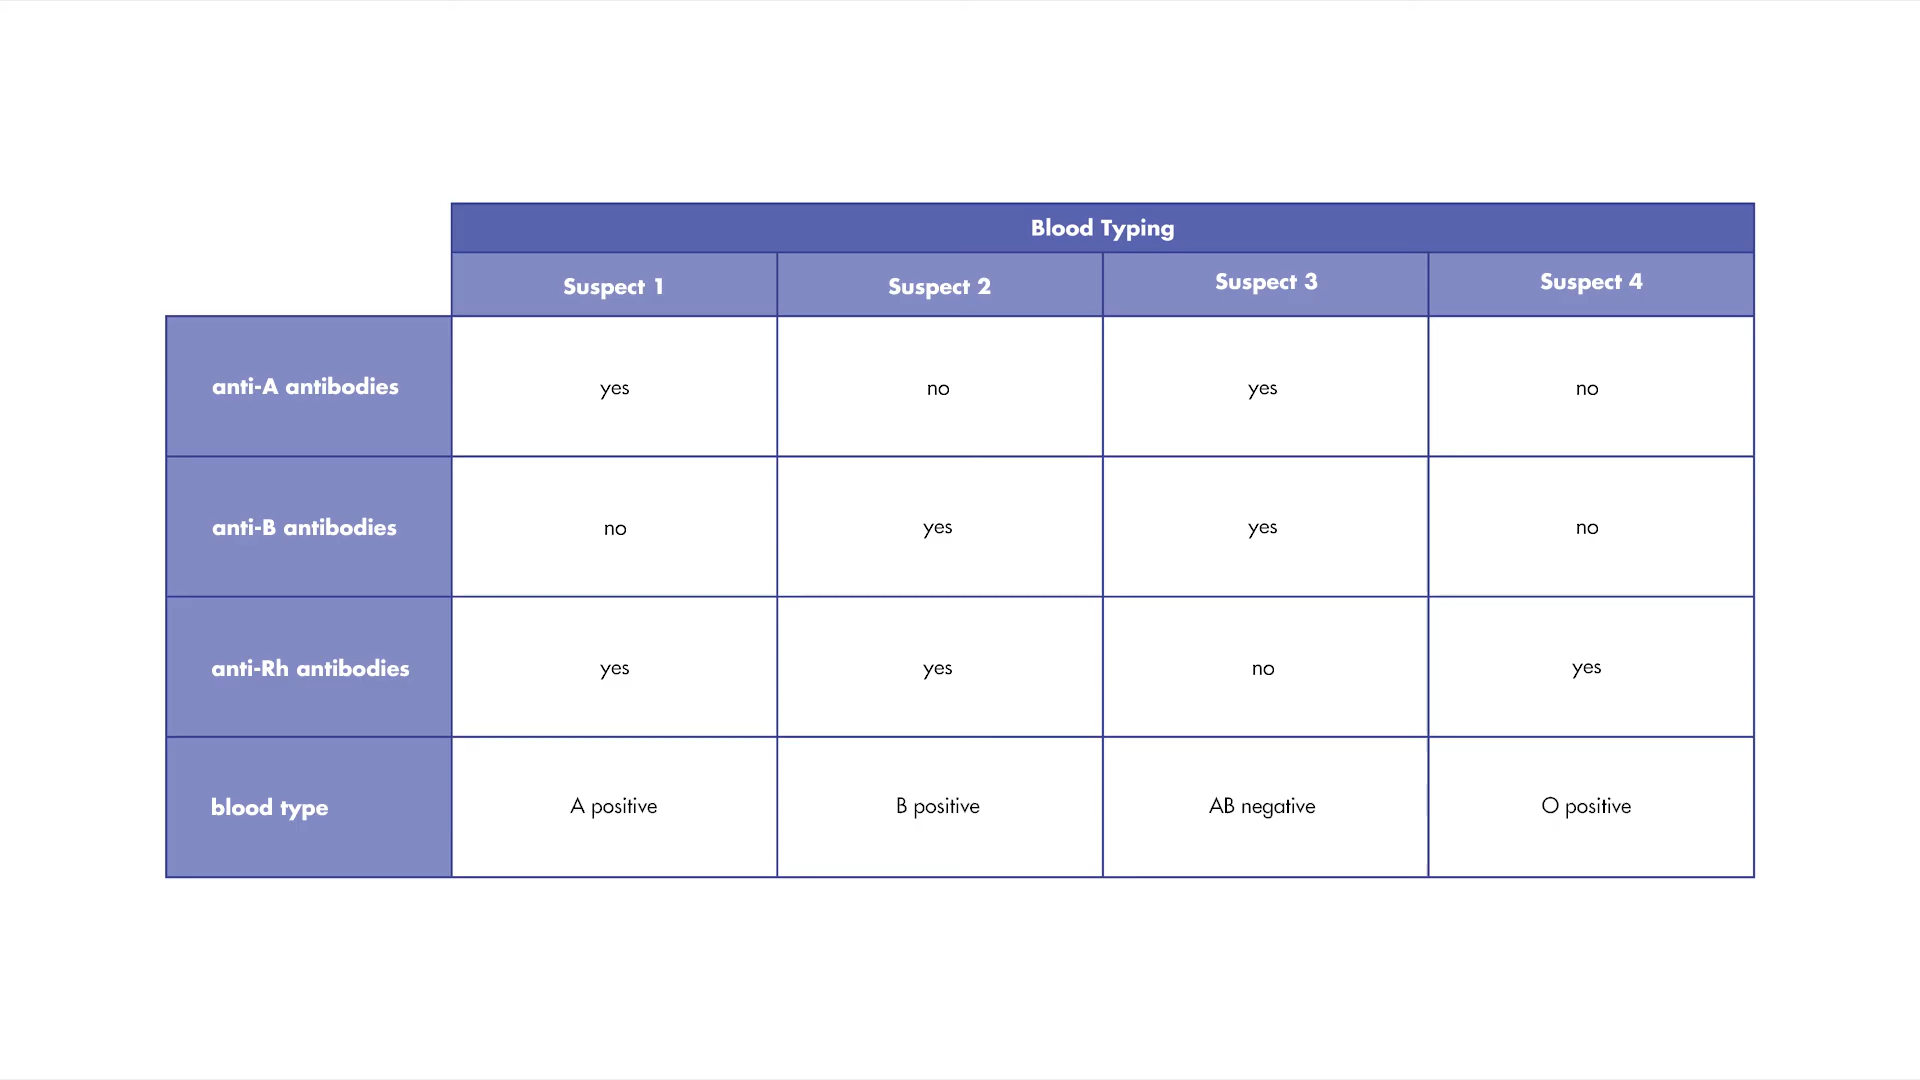 Blood Typing
Suspect 1 Suspect 2 Suspect 3 Suspect 4
anti-A antibodies yes no yes no
anti-B antibodies no yes yes no
anti-Rh antibodies yes yes no yes
blood type A positive B positive AB negative O positive